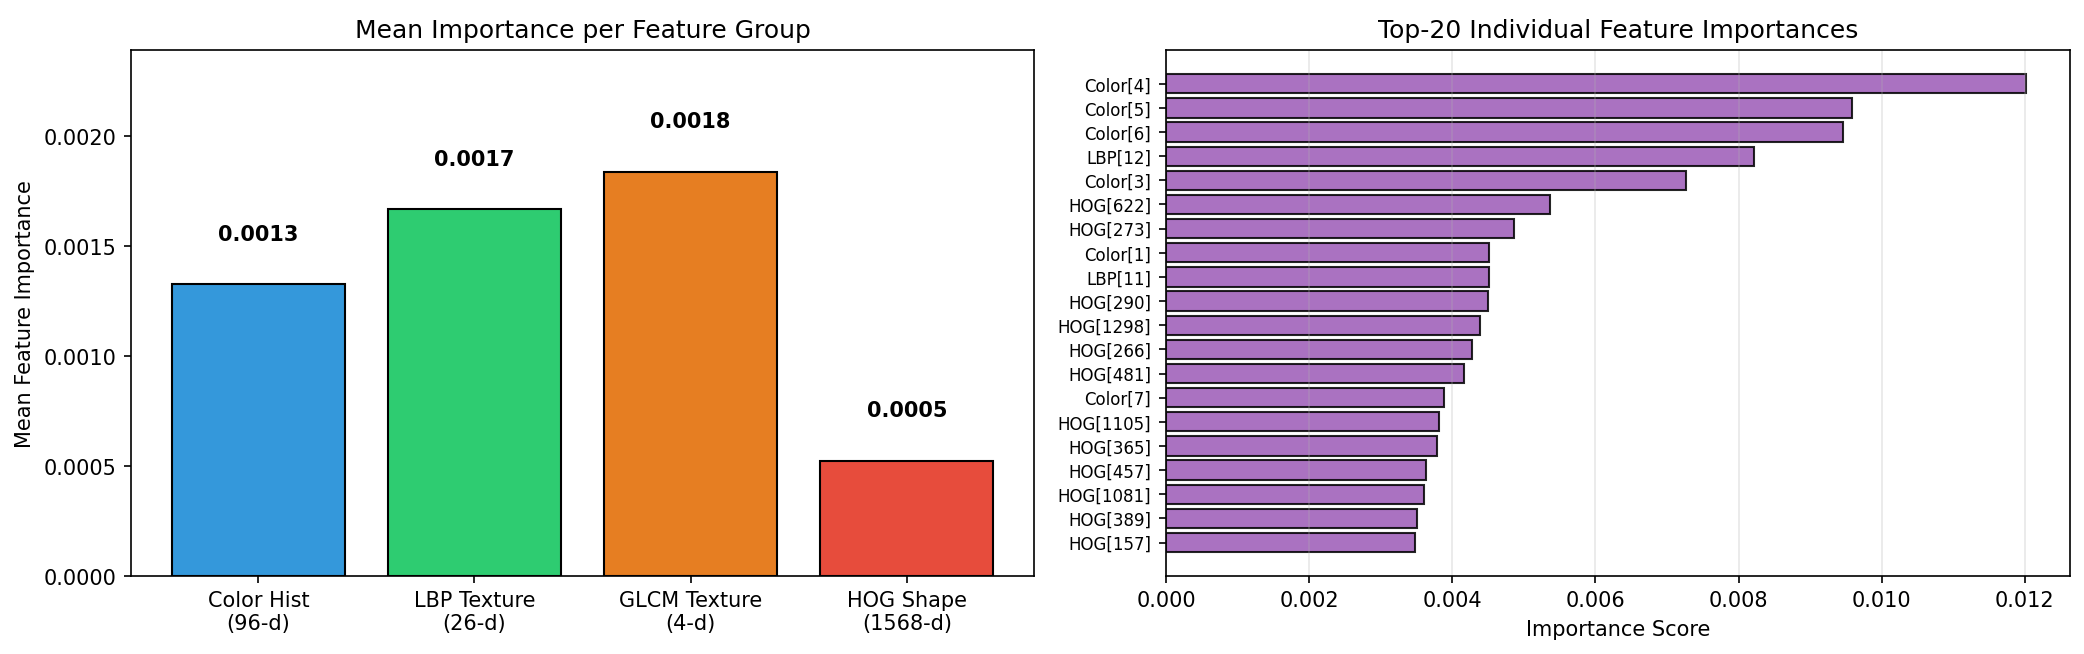 Mean Importance per Feature Group
Mean Feature Importance
0.0020
0.0015
0.0010
0.0005
0.0000
0.0013
0.0017
0.0018
0.0005
Color Hist
(96-d)
LBP Texture
(26-d)
GLCM Texture
(4-d)
HOG Shape
(1568-d)
Top-20 Individual Feature Importances
Color[4]
Color[5]
Color[6]
LBP[12]
Color[3]
HOG[622]
HOG[273]
Color[1]
LBP[11]
HOG[290]
HOG[1298]
HOG[266]
HOG[481]
Color[7]
HOG[1105]
HOG[365]
HOG[457]
HOG[1081]
HOG[389]
HOG[157]
0.000 0.002 0.004 0.006 0.008 0.010 0.012
Importance Score